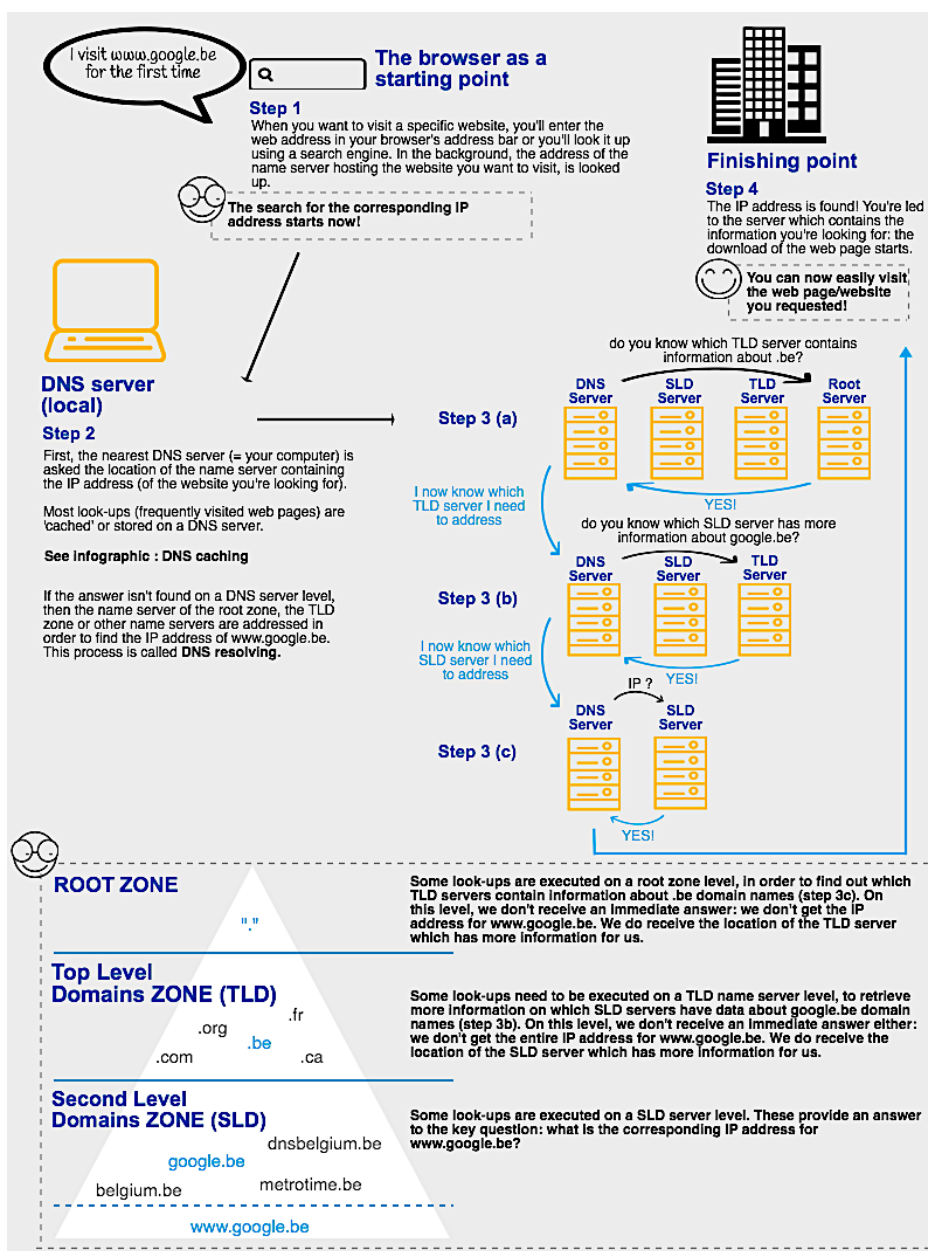 I visit www.google.be
for the first time
The browser as a
starting point
Step 1
When you want to visit a specific website, you'll enter the
web address in your browser's address bar or you'll look it up
using a search engine. In the background, the address of the
name server hosting the website you want to visit, is looked
up.
The search for the corresponding IP
address starts now!
Finishing point
Step 4
The IP address is found! You're led
to the server which contains the
information you're looking for: the
download of the web page starts.
You can now easily visit
the web page/website
you requested!
DNS server
(local)
Step 2
First, the nearest DNS server (= your computer) is
asked the location of the name server containing
the IP address (of the website you're looking for).
Most look-ups (frequently visited web pages) are
'cached' or stored on a DNS server.
See infographic : DNS caching
If the answer isn't found on a DNS server level,
then the name server of the root zone, the TLD
zone or other name servers are addressed in
order to find the IP address of www.google.be.
This process is called DNS resolving.
do you know which TLD server contains
information about .be?
DNS
Server
SLD
Server
TLD
Server
Root
Server
Step 3 (a)
I now know which
TLD server I need
to address
YES!
do you know which SLD server has more
information about google.be?
DNS
Server
SLD
Server
TLD
Server
Step 3 (b)
I now know which
SLD server I need
to address
YES!
IP ?
DNS
Server
SLD
Server
Step 3 (c)
YES!
ROOT ZONE
"."
Some look-ups are executed on a root zone level, in order to find out which
TLD servers contain information about .be domain names (step 3c). On
this level, we don't receive an immediate answer: we don't get the IP
address for www.google.be. We do receive the location of the TLD server
which has more information for us.
Top Level
Domains ZONE (TLD)
.fr
.org
.be
.com
.ca
Some look-ups need to be executed on a TLD name server level, to retrieve
more information on which SLD servers have data about google.be domain
names (step 3b). On this level, we don't receive an immediate answer either:
we don't get the entire IP address for www.google.be. We do receive the
location of the SLD server which has more information for us.
Second Level
Domains ZONE (SLD)
dnsbelgium.be
google.be
metrotime.be
belgium.be
www.google.be
Some look-ups are executed on a SLD server level. These provide an answer
to the key question: what is the corresponding IP address for
www.google.be?